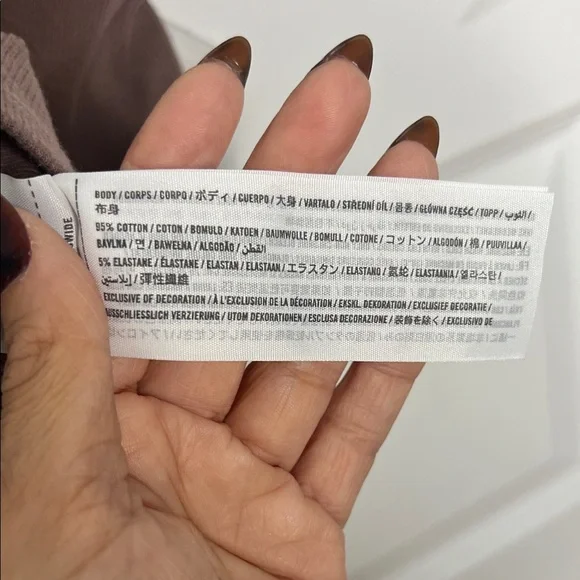 BODY / CORPS / CORPO / ボディ / CUERPO / 大身 / VARTALO / STŘEDNÍ DÍL / 몸통 / GŁÓWNA CZĘŚĆ / TOPP / الثوب /
布身
95% COTTON / COTON / BOMULD / KATOEN / BAUMWOLLE / BOMULL / COTONE / コットン / ALGODÓN / 棉 / PUUVILLAA /
BAVLNA / 면 / BAWEŁNA / ALGODÃO / القطن
5% ELASTANE / ÉLASTANE / ELASTAN / ELASTAAN / エラスタン / ELASTANO / 氨纶 / ELASTAANIA / 엘라스탄 /
إيلاستين / 彈性纖維
EXCLUSIVE OF DECORATION / À L'EXCLUSION DE LA DÉCORATION / EKSKL. DEKORATION / EXCLUSIEF DECORATIE /
AUSSCHLIESSLICH VERZIERUNG / UTOM DEKORATIONEN / ESCLUSA DECORAZIONE / 装飾を除く / EXCLUSIVO DE
WIDE